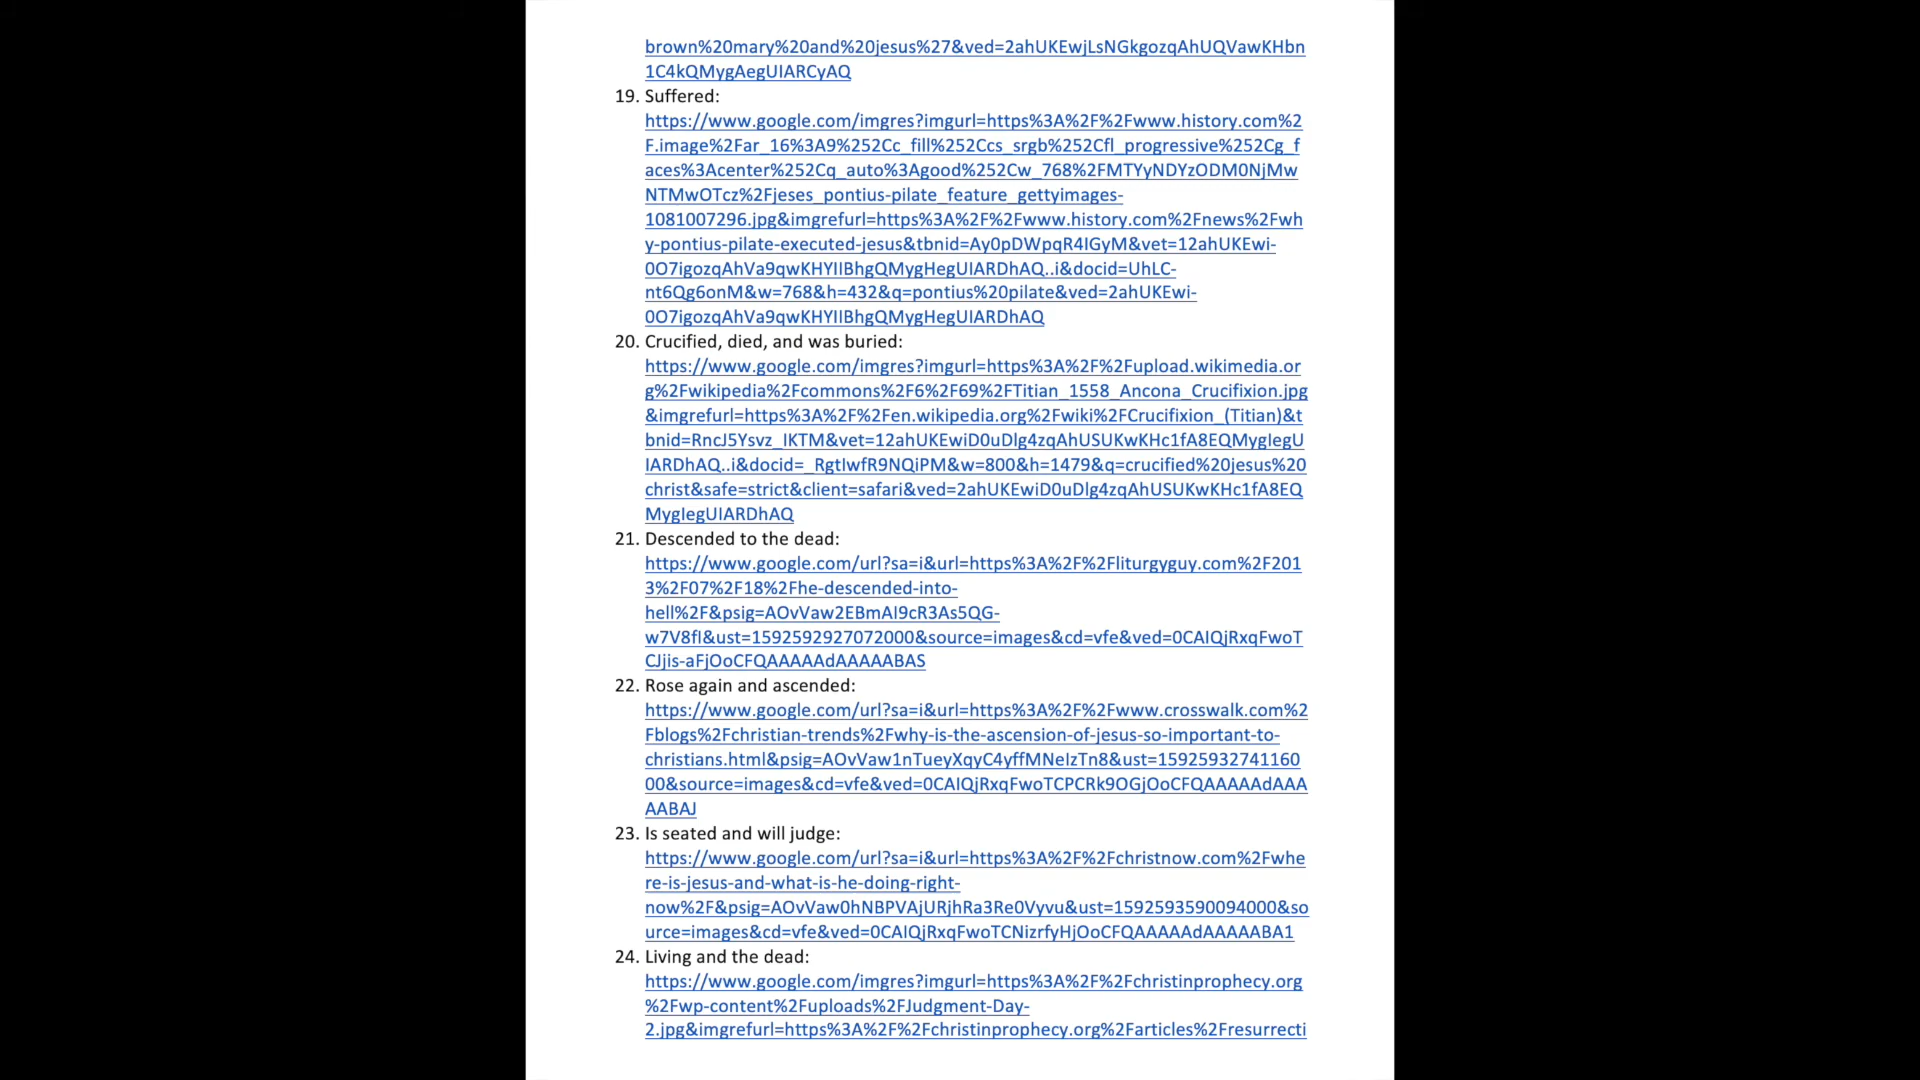 brown%20mary%20and%20jesus%27&ved=2ahUKEwjLsNGkgozqAhUQVawKHbn
1C4kQMygAegUIARCyAQ
19. Suffered:
https://www.google.com/imgres?imgurl=https%3A%2F%2Fwww.history.com%2
F.image%2Far_16%3A9%252Cc_fill%252Ccs_srgb%252Cfl_progressive%252Cg_f
aces%3Acenter%252Cq_auto%3Agood%252Cw_768%2FMTYyNDYzODM0NjMw
NTMwOTcz%2Fjeses_pontius-pilate_feature_gettyimages-
1081007296.jpg&imgrefurl=https%3A%2F%2Fwww.history.com%2Fnews%2Fwh
y-pontius-pilate-executed-jesus&tbnid=Ay0pDWpqR4IGyM&vet=12ahUKEwi-
0O7igozqAhVa9qwKHYIIBhgQMygHegUIARDhAQ..i&docid=UhLC-
nt6Qg6onM&w=768&h=432&q=pontius%20pilate&ved=2ahUKEwi-
0O7igozqAhVa9qwKHYIIBhgQMygHegUIARDhAQ
20. Crucified, died, and was buried:
https://www.google.com/imgres?imgurl=https%3A%2F%2Fupload.wikimedia.or
g%2Fwikipedia%2Fcommons%2F6%2F69%2FTitian_1558_Ancona_Crucifixion.jpg
&imgrefurl=https%3A%2F%2Fen.wikipedia.org%2Fwiki%2FCrucifixion_(Titian)&t
bnid=RncJ5Ysvz_IKTM&vet=12ahUKEwiD0uDlg4zqAhUSUKwKHc1fA8EQMygIegU
IARDhAQ..i&docid=_RgtIwfR9NQiPM&w=800&h=1479&q=crucified%20jesus%20
christ&safe=strict&client=safari&ved=2ahUKEwiD0uDlg4zqAhUSUKwKHc1fA8EQ
MygIegUIARDhAQ
21. Descended to the dead:
https://www.google.com/url?sa=i&url=https%3A%2F%2Fliturgyguy.com%2F201
3%2F07%2F18%2Fhe-descended-into-
hell%2F&psig=AOvVaw2EBmAI9cR3As5QG-
w7V8fI&ust=1592592927072000&source=images&cd=vfe&ved=0CAIQjRxqFwoT
CJjis-aFjOoCFQAAAAAdAAAAABAS
22. Rose again and ascended:
https://www.google.com/url?sa=i&url=https%3A%2F%2Fwww.crosswalk.com%2
Fblogs%2Fchristian-trends%2Fwhy-is-the-ascension-of-jesus-so-important-to-
christians.html&psig=AOvVaw1nTueyXqyC4yffMNeIzTn8&ust=15925932741160
00&source=images&cd=vfe&ved=0CAIQjRxqFwoTCPCRk9OGjOoCFQAAAAAdAAA
AABAJ
23. Is seated and will judge:
https://www.google.com/url?sa=i&url=https%3A%2F%2Fchristnow.com%2Fwhe
re-is-jesus-and-what-is-he-doing-right-
now%2F&psig=AOvVaw0hNBPVAjURjhRa3Re0Vyvu&ust=1592593590094000&so
urce=images&cd=vfe&ved=0CAIQjRxqFwoTCNizrfyHjOoCFQAAAAAdAAAAABA1
24. Living and the dead:
https://www.google.com/imgres?imgurl=https%3A%2F%2Fchristinprophecy.org
%2Fwp-content%2Fuploads%2FJudgment-Day-
2.jpg&imgrefurl=https%3A%2F%2Fchristinprophecy.org%2Farticles%2Fresurrecti